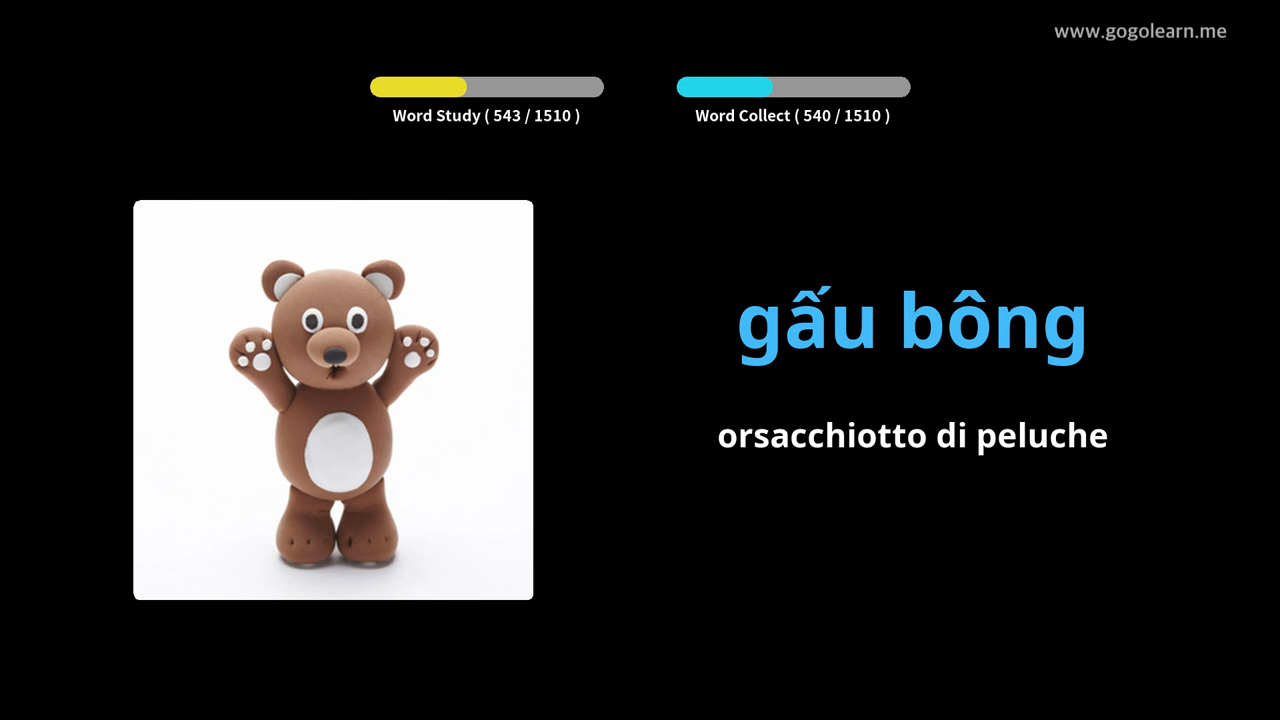 www.gogolearn.me
Word Study ( 543 / 1510 )
Word Collect ( 540 / 1510 )
gấu bông
orsacchiotto di peluche